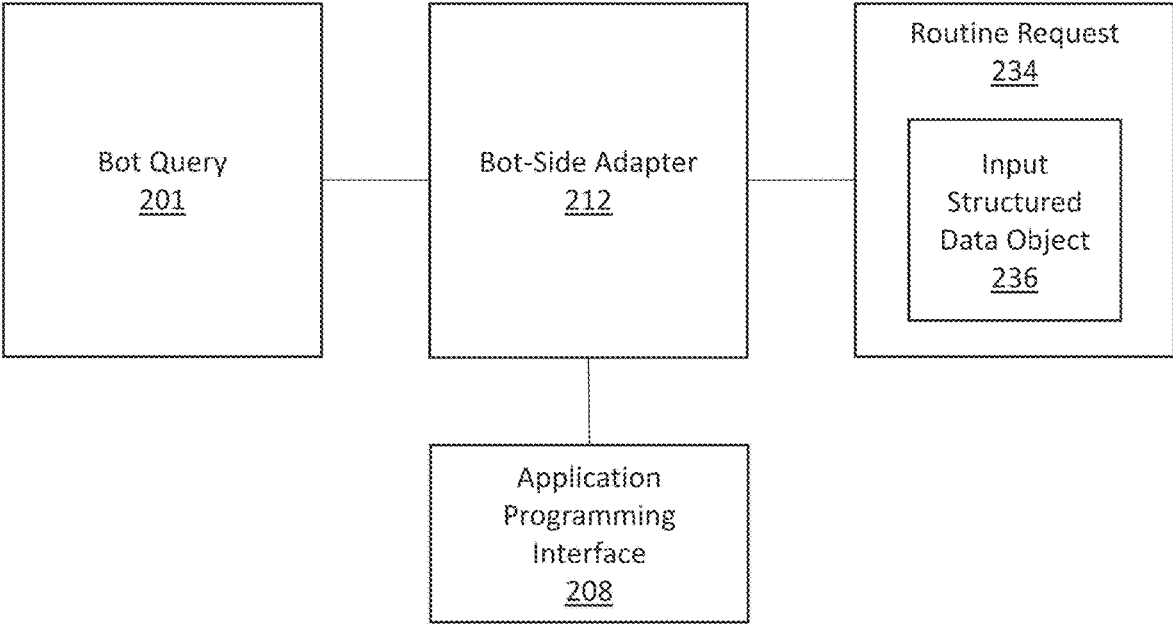 Bot Query
201
Bot-Side Adapter
212
Routine Request
234
Input
Structured
Data Object
236
Application
Programming
Interface
208